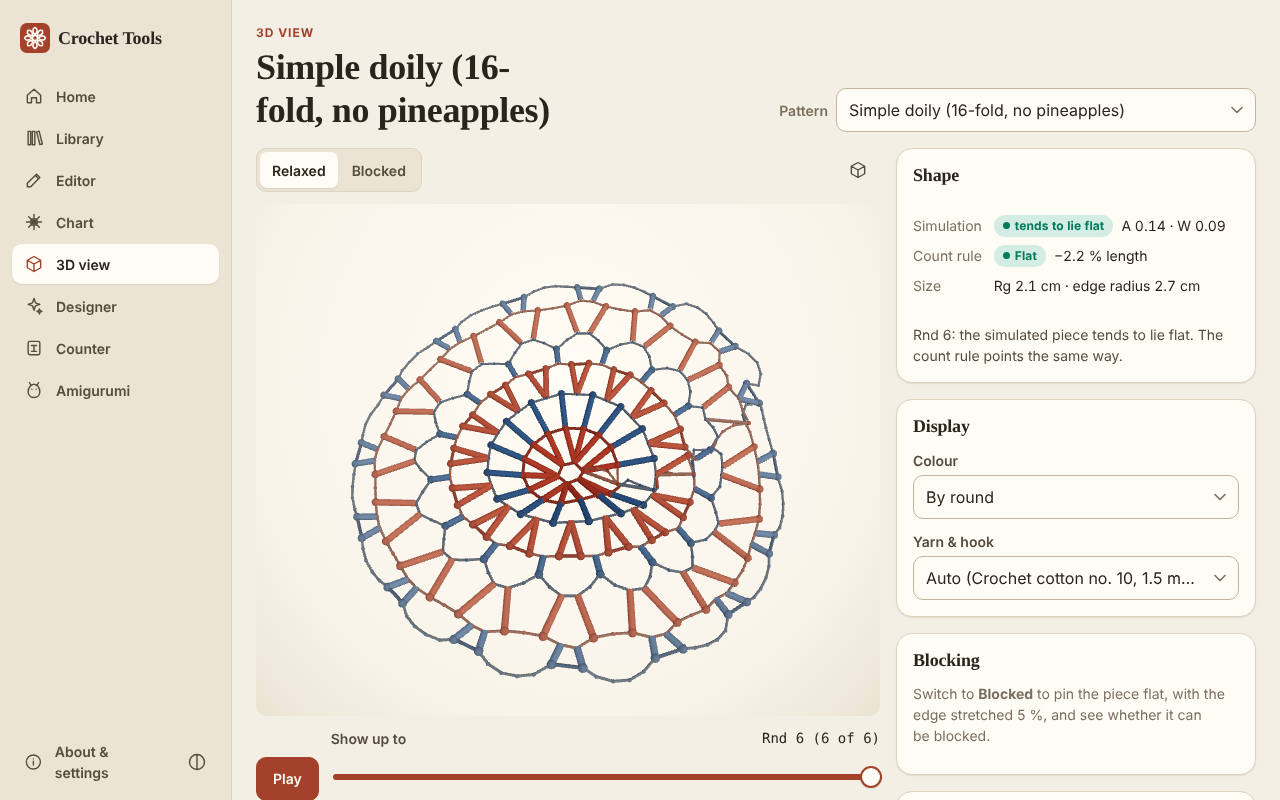 Crochet Tools
Home
Library
Editor
Chart
3D view
Designer
Counter
Amigurumi
About &
settings
3D VIEW
Simple doily (16-
fold, no pineapples)
Pattern
Simple doily (16-fold, no pineapples)
Relaxed
Blocked
Show up to
Rnd 6 (6 of 6)
Play
Shape
Simulation
tends to lie flat
A 0.14 · W 0.09
Count rule
Flat
−2.2 % length
Size
Rg 2.1 cm · edge radius 2.7 cm
Rnd 6: the simulated piece tends to lie flat. The
count rule points the same way.
Display
Colour
By round
Yarn & hook
Auto (Crochet cotton no. 10, 1.5 m...
Blocking
Switch to Blocked to pin the piece flat, with the
edge stretched 5 %, and see whether it can
be blocked.